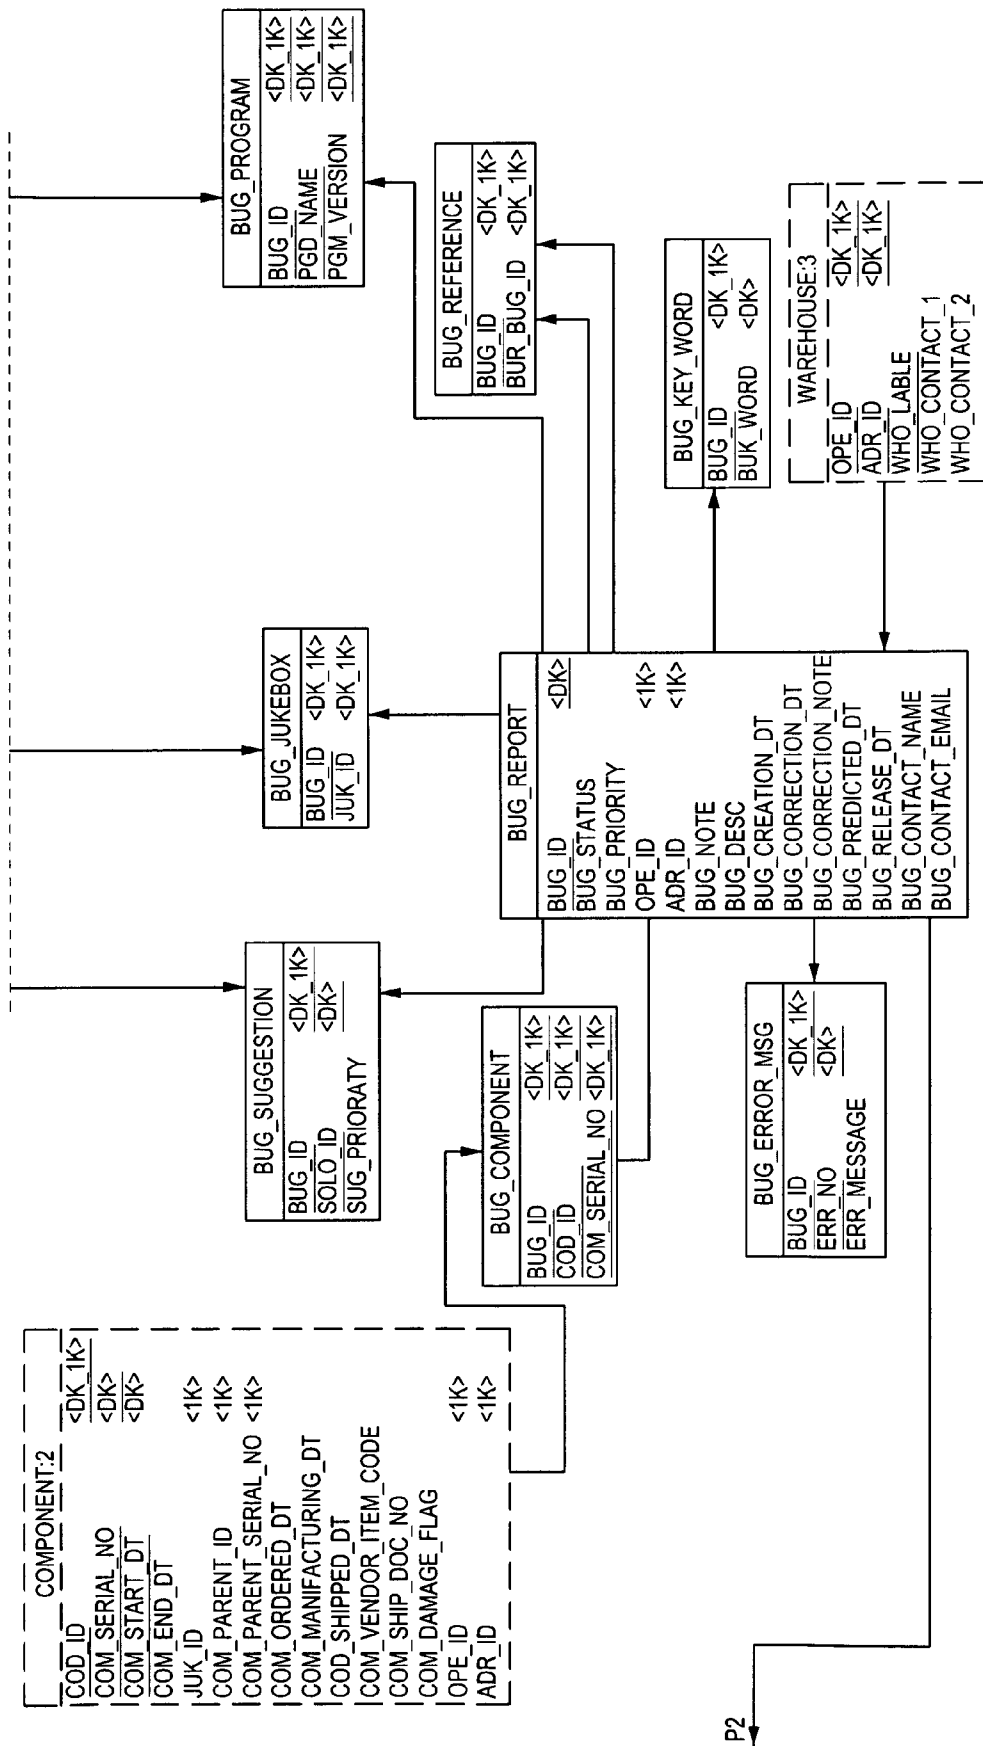 COMPONENT:2
COD_ID <DK_1K>
COM_SERIAL_NO <DK>
COM_START_DT <DK>
COM_END_DT
JUK_ID <1K>
COM_PARENT_ID <1K>
COM_PARENT_SERIAL_NO <1K>
COM_ORDERED_DT
COM_MANIFACTURING_DT
COD_SHIPPED_DT
COM_VENDOR_ITEM_CODE
COM_SHIP_DOC_NO
COM_DAMAGE_FLAG
OPE_ID <1K>
ADR_ID <1K>
BUG_SUGGESTION
BUG_ID <DK_1K>
SOLO_ID <DK>
SUG_PRIORATY
BUG_JUKEBOX
BUG_ID <DK_1K>
JUK_ID <DK_1K>
BUG_PROGRAM
BUG_ID <DK_1K>
PGD_NAME <DK_1K>
PGM_VERSION <DK_1K>
BUG_REFERENCE
BUG_ID <DK_1K>
BUR_BUG_ID <DK_1K>
BUG_COMPONENT
BUG_ID <DK_1K>
COD_ID <DK_1K>
COM_SERIAL_NO <DK_1K>
BUG_REPORT
BUG_ID <DK>
BUG_STATUS
BUG_PRIORITY
OPE_ID <1K>
ADR_ID <1K>
BUG_NOTE
BUG_DESC
BUG_CREATION_DT
BUG_CORRECTION_DT
BUG_CORRECTION_NOTE
BUG_PREDICTED_DT
BUG_RELEASE_DT
BUG_CONTACT_NAME
BUG_CONTACT_EMAIL
BUG_KEY_WORD
BUG_ID <DK_1K>
BUK_WORD <DK>
BUG_ERROR_MSG
BUG_ID <DK_1K>
ERR_NO <DK>
ERR_MESSAGE
WAREHOUSE:3
OPE_ID <DK_1K>
ADR_ID <DK_1K>
WHO_LABLE
WHO_CONTACT_1
WHO_CONTACT_2
P2